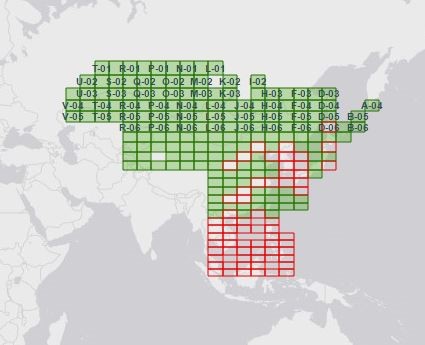 T-01 R-01 P-01 N-01 L-01
U-02 S-02 Q-02 O-02 M-02 K-02 I-02
U-03 S-03 Q-03 O-03 M-03 K-03 H-03 F-03 D-03
V-04 T-04 R-04 P-04 N-04 L-04 J-04 H-04 F-04 D-04 A-04
V-05 T-05 R-05 P-05 N-05 L-05 J-05 H-05 F-05 D-05 B-05
R-06 P-06 N-06 L-06 J-06 H-06 F-06 D-06 B-06